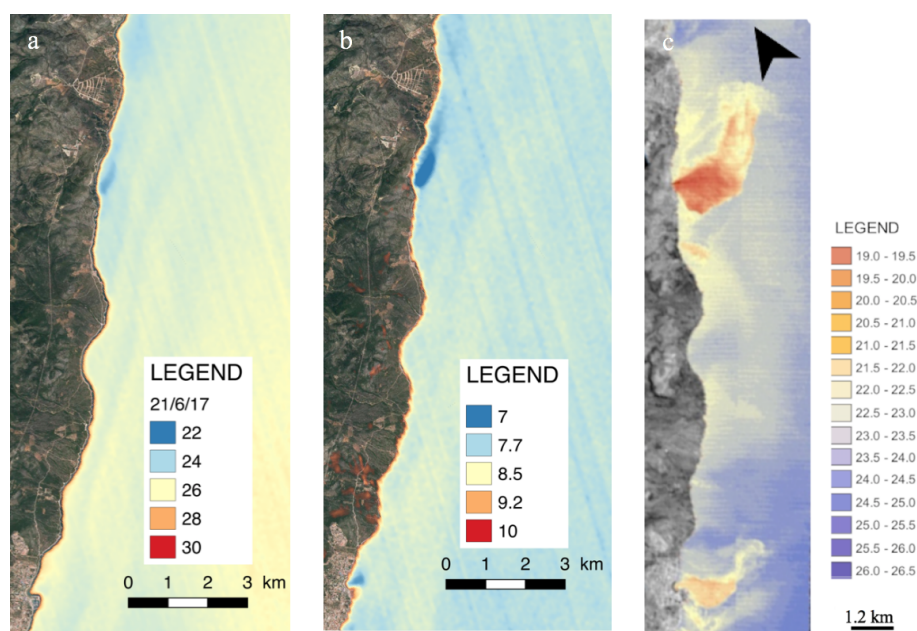 a
LEGEND
21/6/17
22
24
26
28
30
0 1 2 3 km
b
LEGEND
7
7.7
8.5
9.2
10
0 1 2 3 km
c
LEGEND
19.0 - 19.5
19.5 - 20.0
20.0 - 20.5
20.5 - 21.0
21.0 - 21.5
21.5 - 22.0
22.0 - 22.5
22.5 - 23.0
23.0 - 23.5
23.5 - 24.0
24.0 - 24.5
24.5 - 25.0
25.0 - 25.5
25.5 - 26.0
26.0 - 26.5
1.2 km